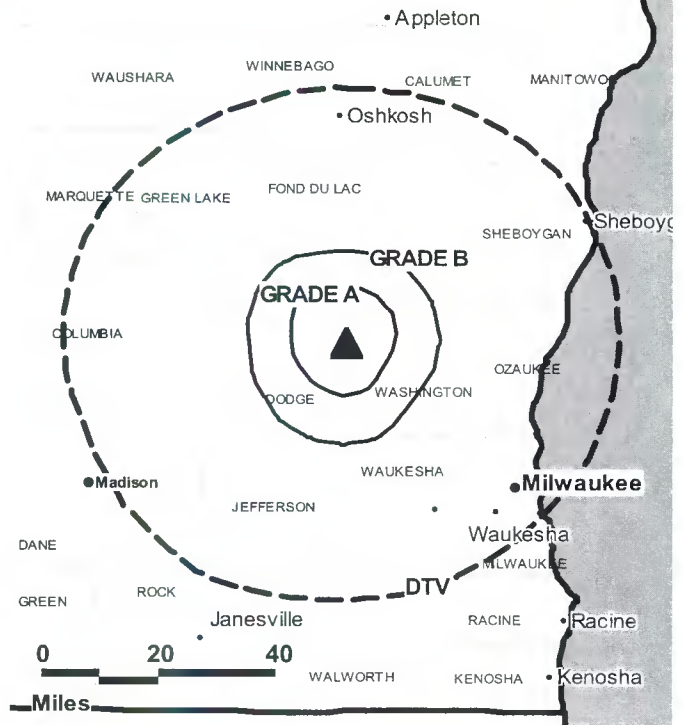 Appleton
WINNEBAGO
WAUSHARA
CALUMET
MANITOWO
Oshkosh
FOND DU LAC
MARQUETTE
GREEN LAKE
Sheboyg
SHEBOYGAN
GRADE B
GRADE A
COLUMBIA
OZAUKEE
WASHINGTON
DODGE
WAUKESHA
Madison
Milwaukee
JEFFERSON
Waukesha
DANE
MILWAUKEE
DTV
ROCK
GREEN
Janesville
RACINE
Racine
0 20 40
WALWORTH
KENOSHA
Kenosha
Miles